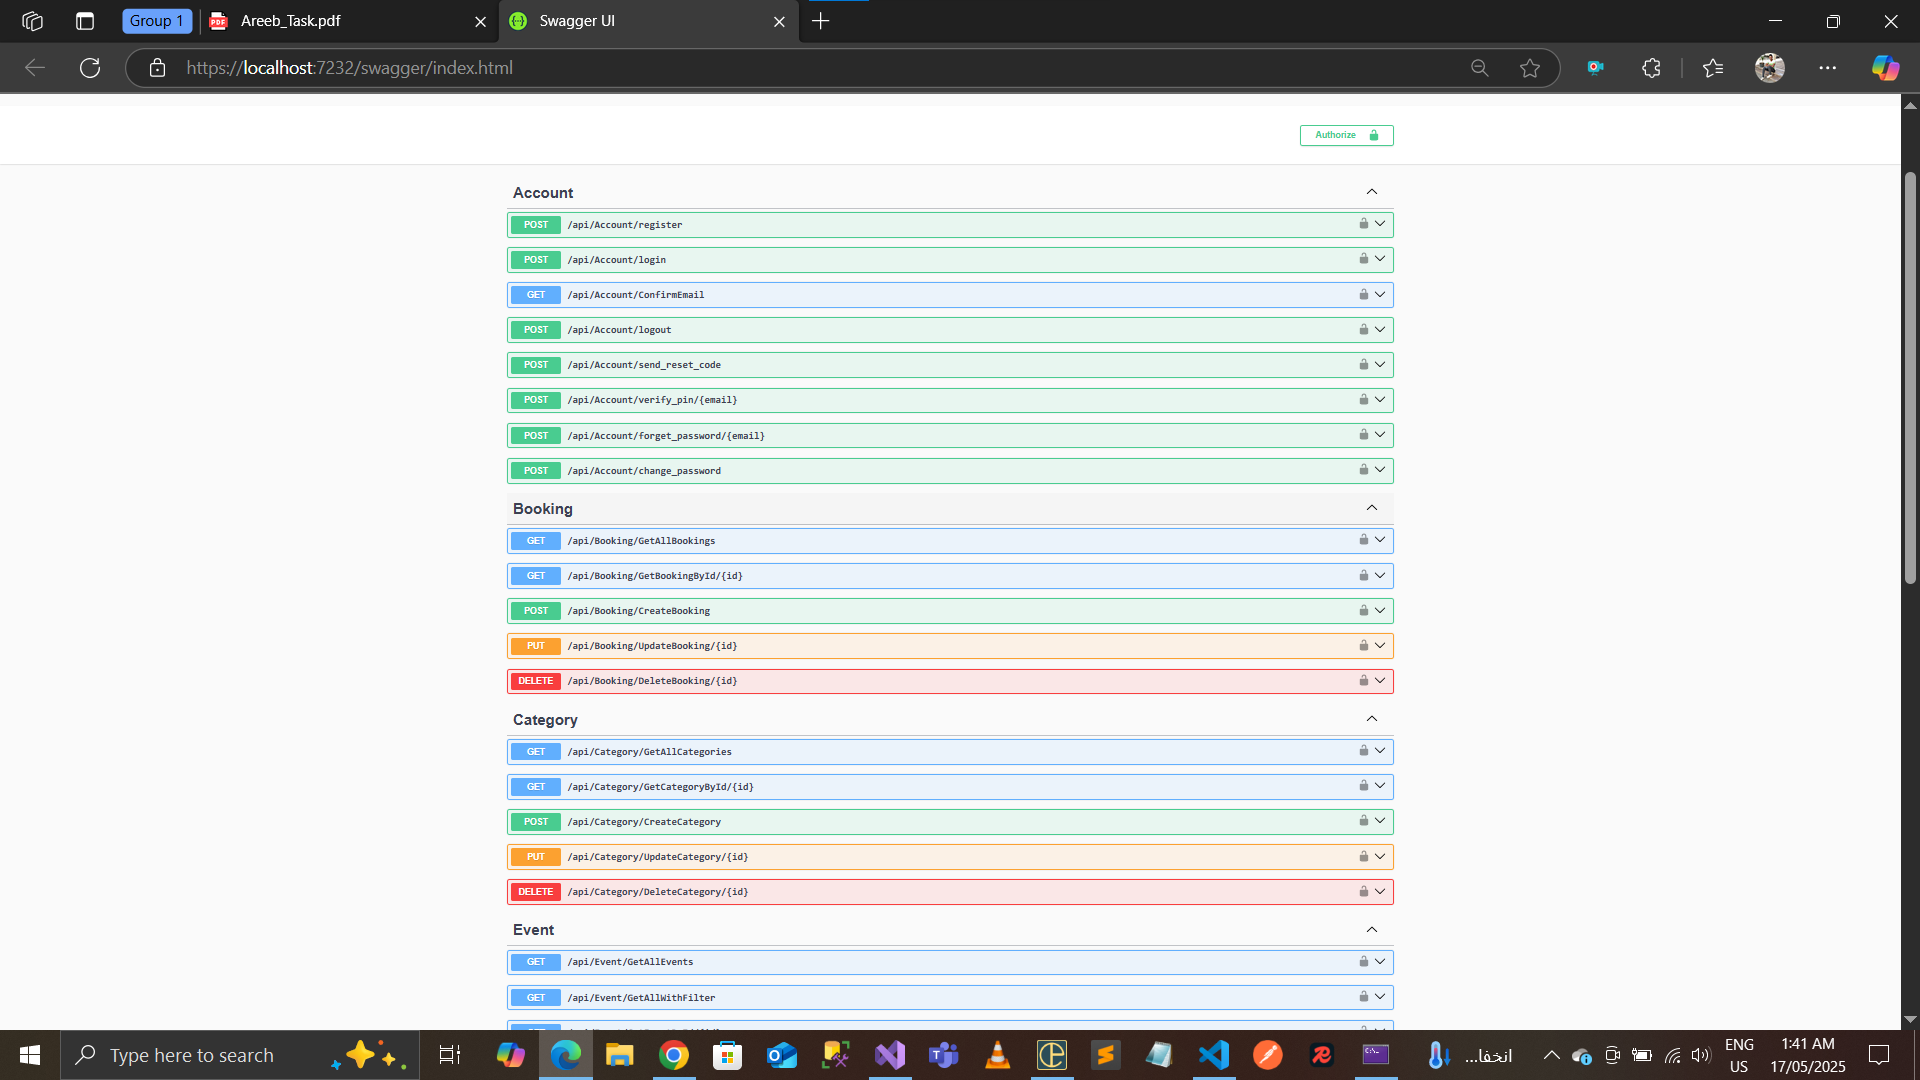 Group 1
PDF
Areeb_Task.pdf
Swagger UI
https://localhost:7232/swagger/index.html
Authorize
Account
POST /api/Account/register
POST /api/Account/login
GET /api/Account/ConfirmEmail
POST /api/Account/logout
POST /api/Account/send_reset_code
POST /api/Account/verify_pin/{email}
POST /api/Account/forget_password/{email}
POST /api/Account/change_password
Booking
GET /api/Booking/GetAllBookings
GET /api/Booking/GetBookingById/{id}
POST /api/Booking/CreateBooking
PUT /api/Booking/UpdateBooking/{id}
DELETE /api/Booking/DeleteBooking/{id}
Category
GET /api/Category/GetAllCategories
GET /api/Category/GetCategoryById/{id}
POST /api/Category/CreateCategory
PUT /api/Category/UpdateCategory/{id}
DELETE /api/Category/DeleteCategory/{id}
Event
GET /api/Event/GetAllEvents
GET /api/Event/GetAllWithFilter
Type here to search
انخفا...
ENG
US
1:41 AM
17/05/2025